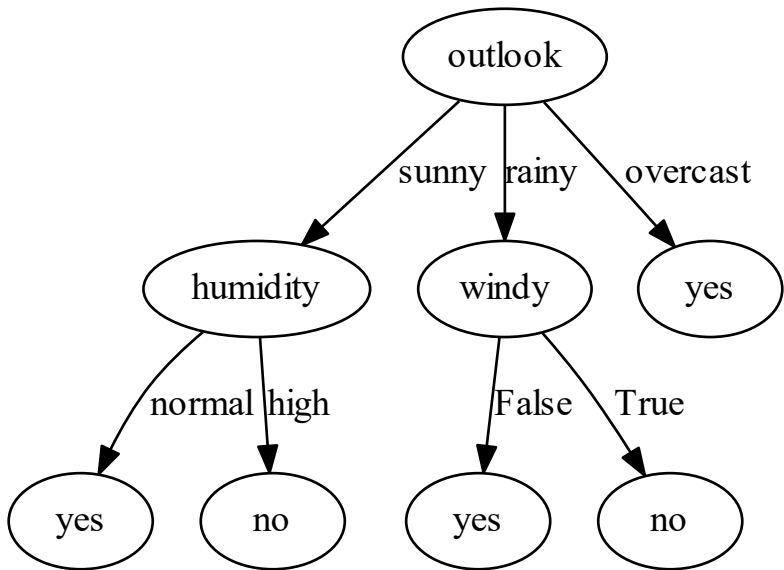 outlook
sunny rainy overcast
humidity windy yes
normal high False True
yes no yes no